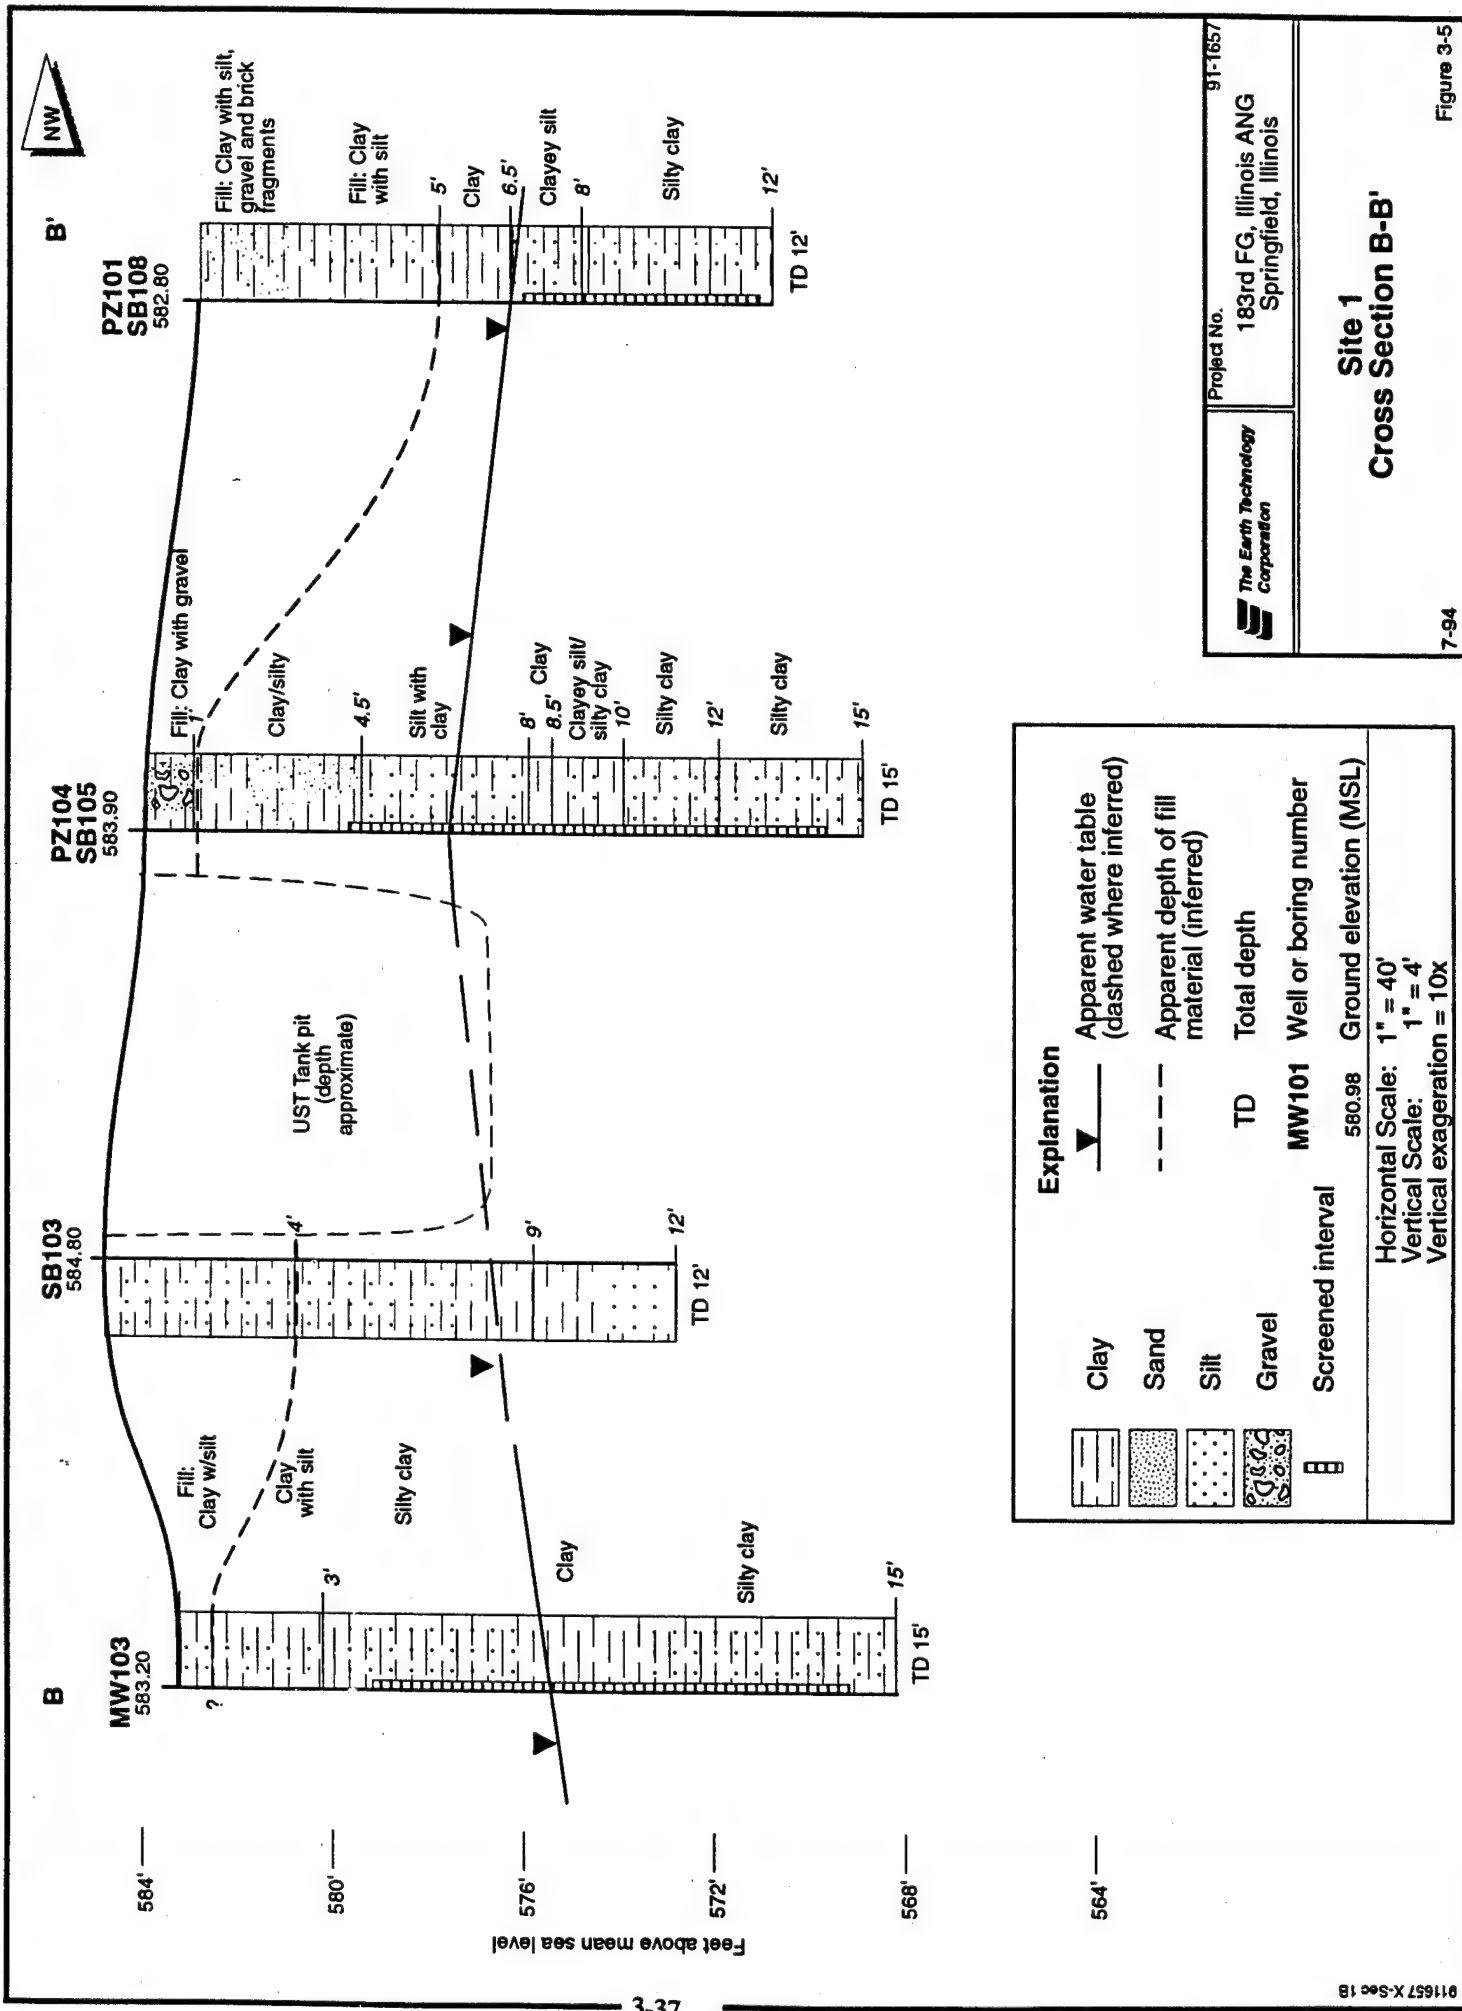 B
B'
NW
MW103
583.20
SB103
584.80
PZ104
SB105
583.90
PZ101
SB108
582.80
584'
580'
576'
572'
568'
564'
Feet above mean sea level
?
3'
15'
TD 15'
Fill:
Clay w/silt
Clay
with silt
Silty clay
Clay
Silty clay
4'
9'
12'
TD 12'
UST Tank pit
(depth
approximate)
Fill: Clay with gravel
1'
Clay/silty
4.5'
Silt with
clay
8'
Clay
8.5'
Clayey silt/
silty clay
10'
Silty clay
12'
Silty clay
15'
TD 15'
Fill: Clay with silt,
gravel and brick
fragments
Fill: Clay
with silt
5'
Clay
6.5'
Clayey silt
8'
Silty clay
12'
TD 12'
Explanation
Clay
Sand
Silt
Gravel
Screened interval
Apparent water table
(dashed where inferred)
Apparent depth of fill
material (inferred)
TD Total depth
MW101 Well or boring number
580.98 Ground elevation (MSL)
Horizontal Scale: 1" = 40'
Vertical Scale: 1" = 4'
Vertical exageration = 10x
The Earth Technology
Corporation
Project No. 91-1657
183rd FG, Illinois ANG
Springfield, Illinois
Site 1
Cross Section B-B'
7-94
Figure 3-5
911657 X-Sec 1B
3-37